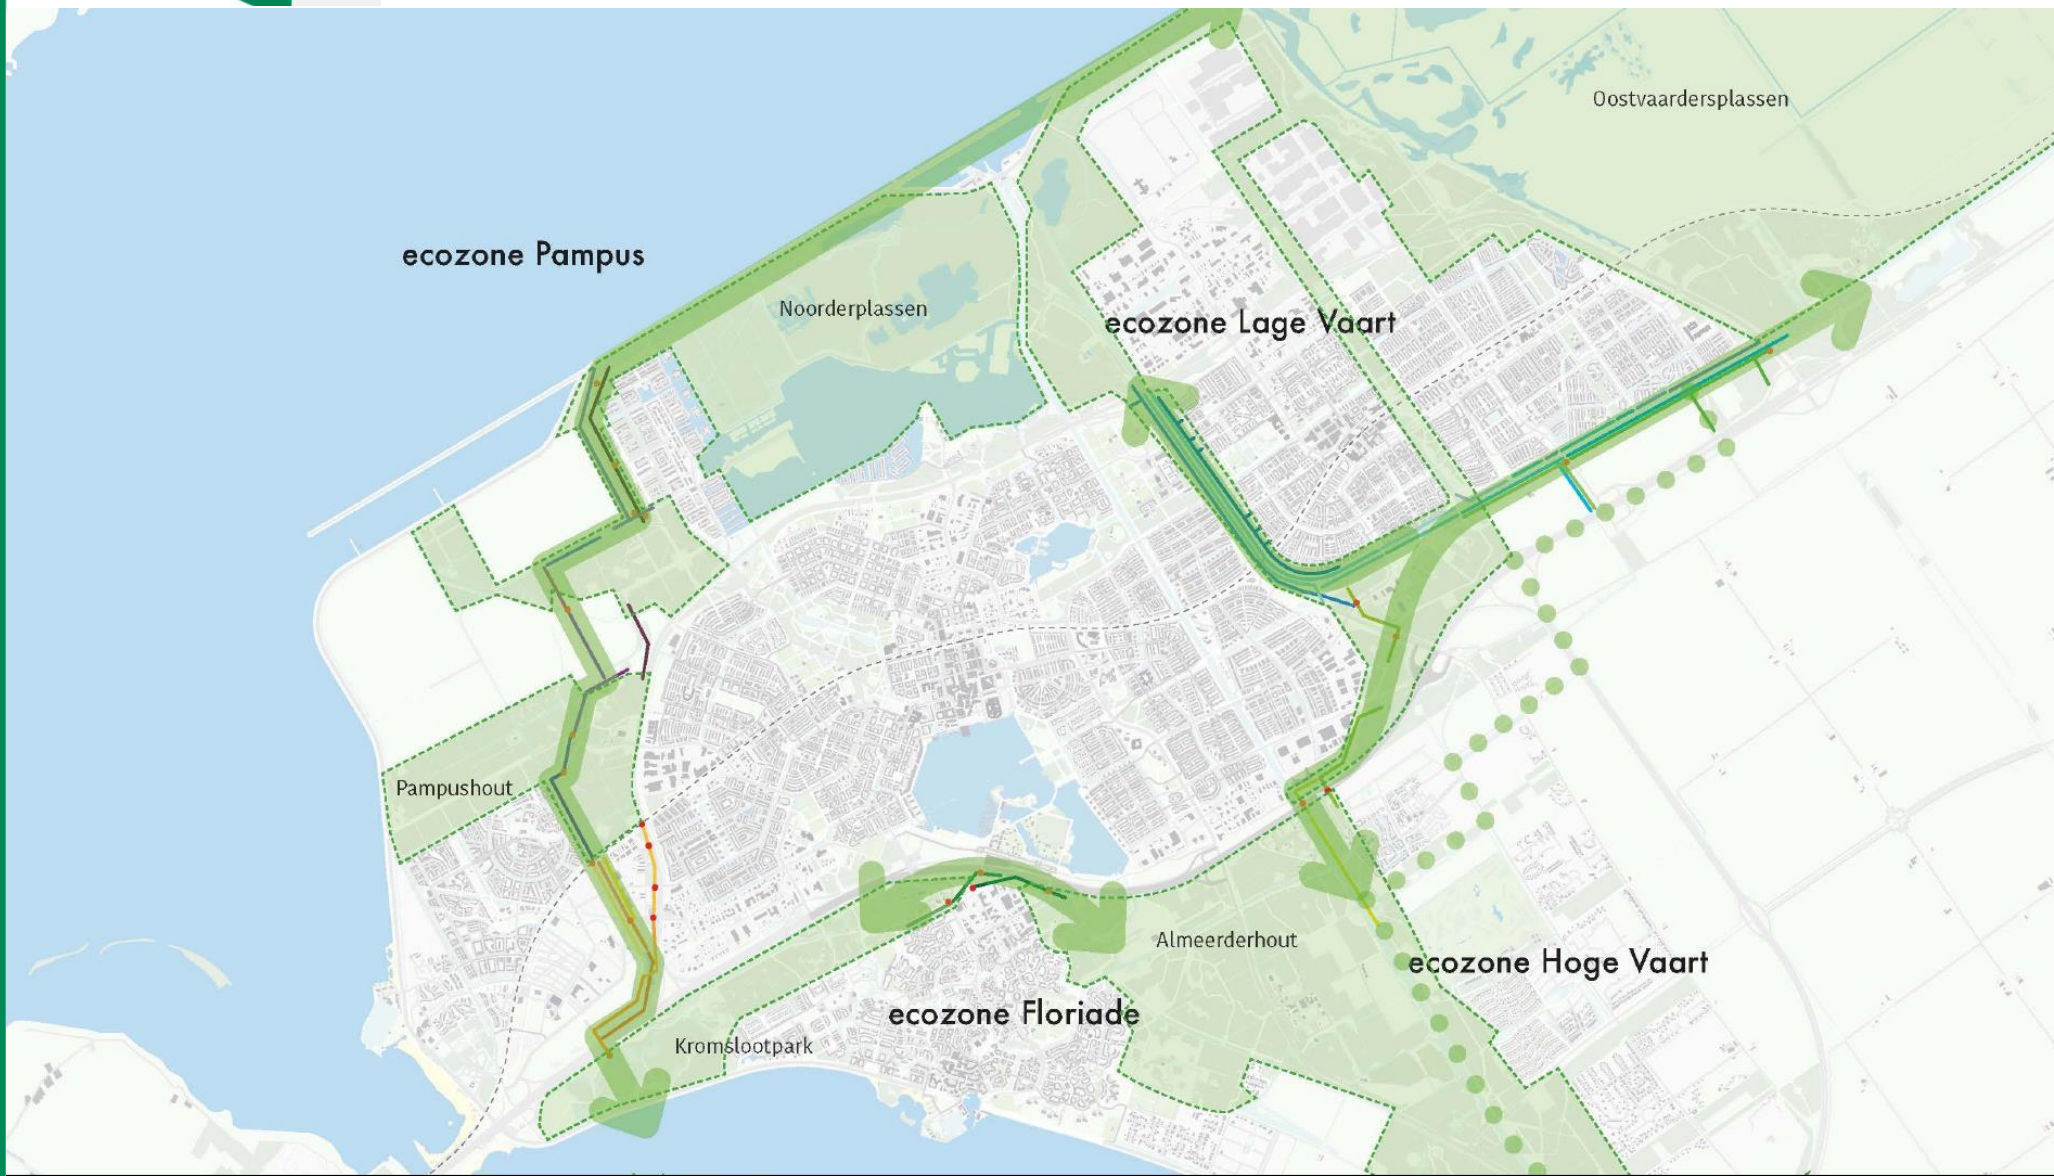 Oostvaardersplassen
ecozone Pampus
Noorderplassen
ecozone Lage Vaart
Pampushout
Almeerderhout
ecozone Hoge Vaart
ecozone Floriade
Kromslootpark